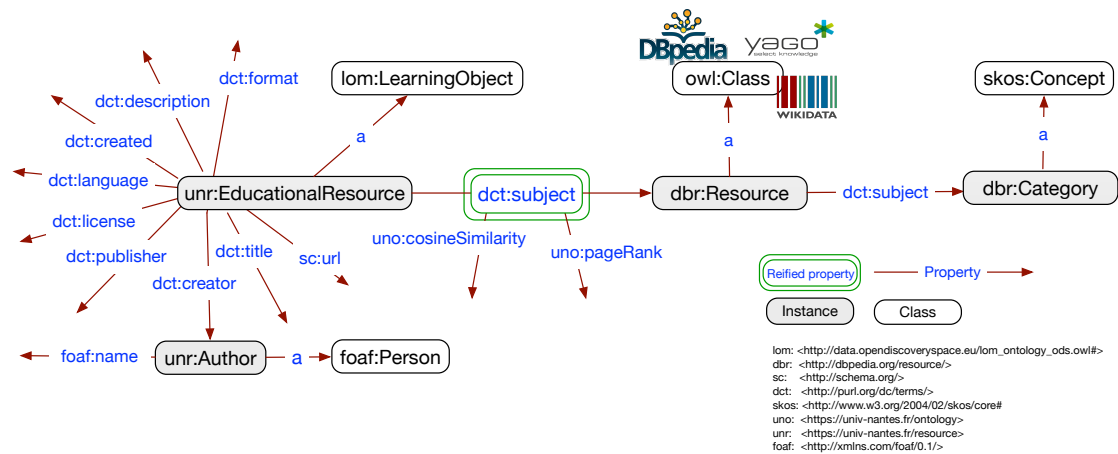 DBpedia
yago
select knowledge
dct:format
lom:LearningObject
owl:Class
skos:Concept
dct:description
WIKIDATA
dct:created
a
a
a
dct:language
unr:EducationalResource
dct:subject
dbr:Resource
dct:subject
dbr:Category
dct:license
dct:publisher
dct:title
sc:url
uno:cosineSimilarity
uno:pageRank
dct:creator
Reified property
Property
Instance
Class
foaf:name
unr:Author
a
foaf:Person
lom: <http://data.opendiscoveryspace.eu/lom_ontology_ods.owl#>
dbr: <http://dbpedia.org/resource/>
sc: <http://schema.org/>
dct: <http://purl.org/dc/terms/>
skos: <http://www.w3.org/2004/02/skos/core#
uno: <https://univ-nantes.fr/ontology>
unr: <https://univ-nantes.fr/resource>
foaf: <http://xmlns.com/foaf/0.1/>